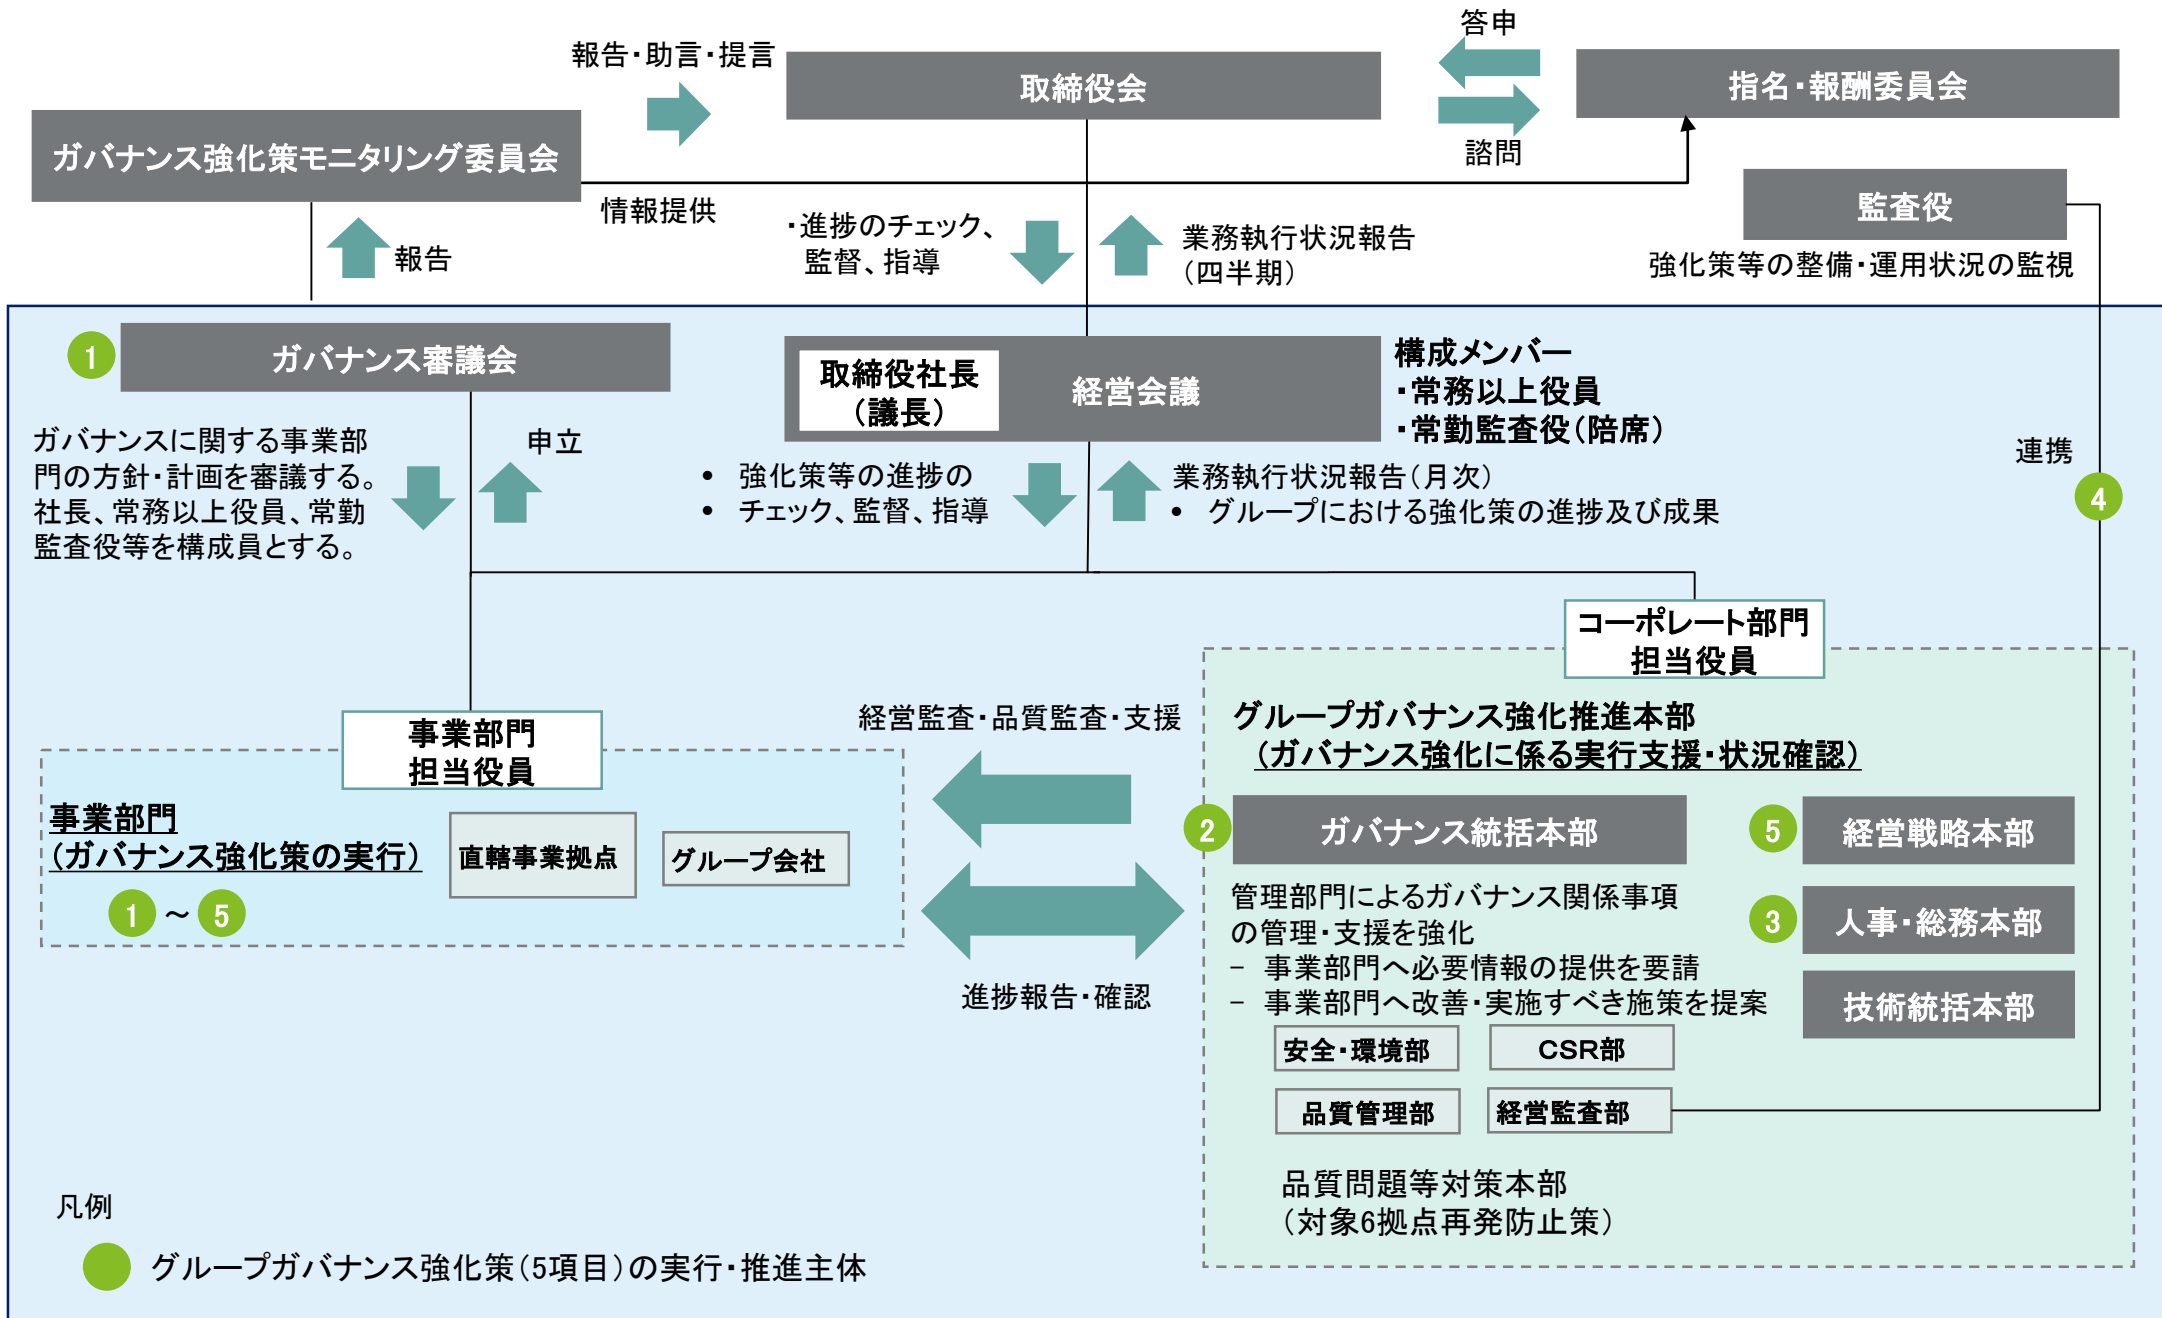 答申
報告・助言・提言
取締役会
指名・報酬委員会
諮問
ガバナンス強化策モニタリング委員会
情報提供
監査役
強化策等の整備・運用状況の監視
報告
・進捗のチェック、
監督、指導
業務執行状況報告
(四半期)
1
ガバナンス審議会
取締役社長
(議長)
経営会議
構成メンバー
・常務以上役員
・常勤監査役(陪席)
ガバナンスに関する事業部
門の方針・計画を審議する。
社長、常務以上役員、常勤
監査役等を構成員とする。
申立
• 強化策等の進捗の
• チェック、監督、指導
業務執行状況報告(月次)
• グループにおける強化策の進捗及び成果
連携
4
コーポレート部門
担当役員
事業部門
担当役員
事業部門
(ガバナンス強化策の実行)
1 ~ 5
直轄事業拠点
グループ会社
経営監査・品質監査・支援
進捗報告・確認
グループガバナンス強化推進本部
(ガバナンス強化に係る実行支援・状況確認)
2
ガバナンス統括本部
5
経営戦略本部
管理部門によるガバナンス関係事項
の管理・支援を強化
- 事業部門へ必要情報の提供を要請
- 事業部門へ改善・実施すべき施策を提案
3
人事・総務本部
技術統括本部
安全・環境部
CSR部
品質管理部
経営監査部
品質問題等対策本部
(対象6拠点再発防止策)
凡例
グループガバナンス強化策(5項目)の実行・推進主体